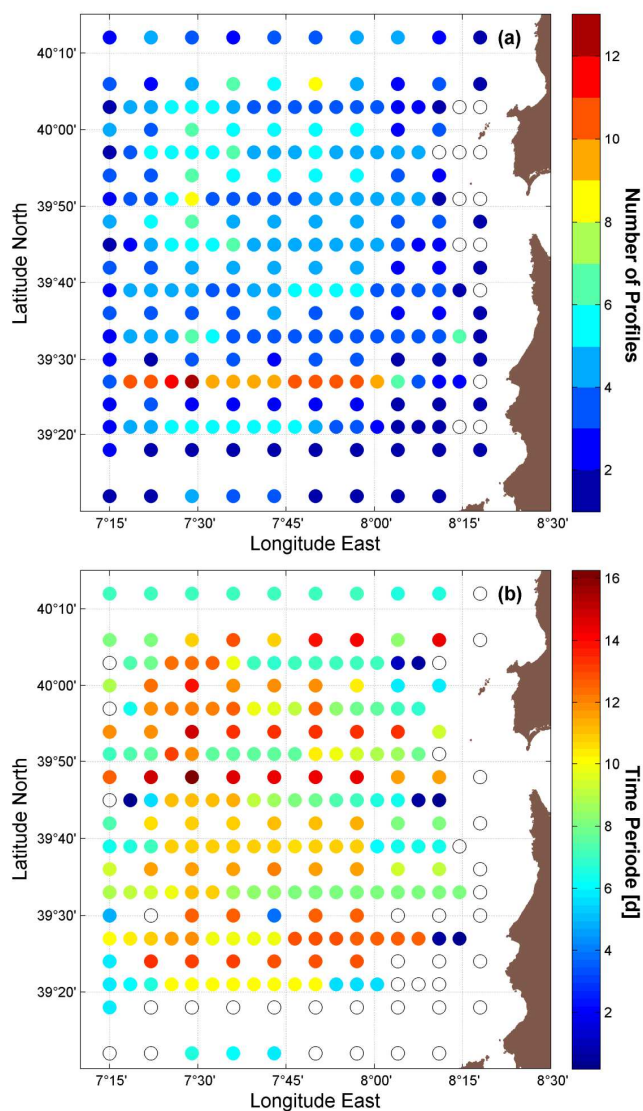 (a)
40°10'
40°00'
39°50'
39°40'
39°30'
39°20'
Latitude North
7°15' 7°30' 7°45' 8°00' 8°15' 8°30'
Longitude East
12
10
8
6
4
2
Number of Profiles
(b)
40°10'
40°00'
39°50'
39°40'
39°30'
39°20'
Latitude North
7°15' 7°30' 7°45' 8°00' 8°15' 8°30'
Longitude East
16
14
12
10
8
6
4
2
Time Periode [d]